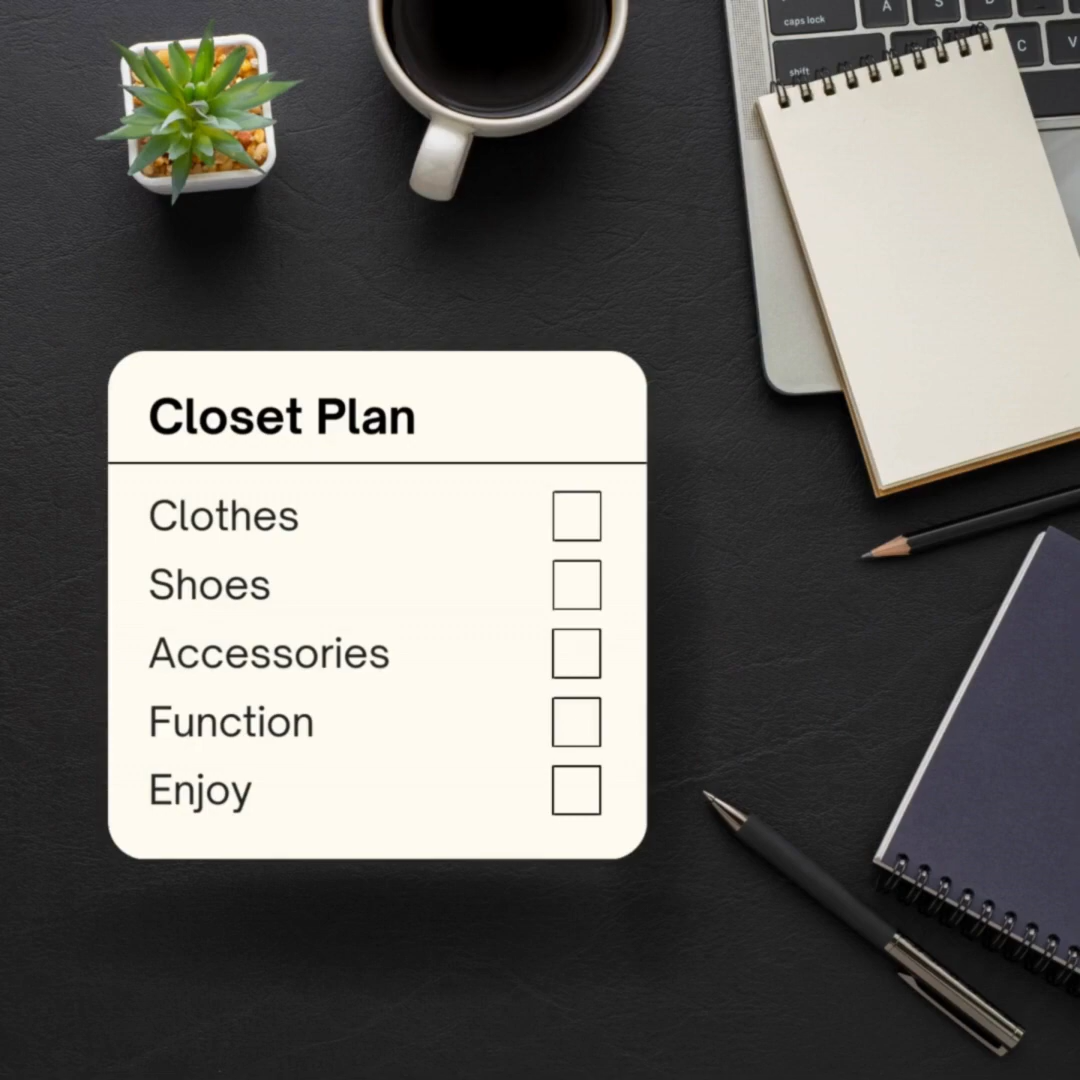 caps lock
A
S
D
shift
C
V
Closet Plan
Clothes
Shoes
Accessories
Function
Enjoy